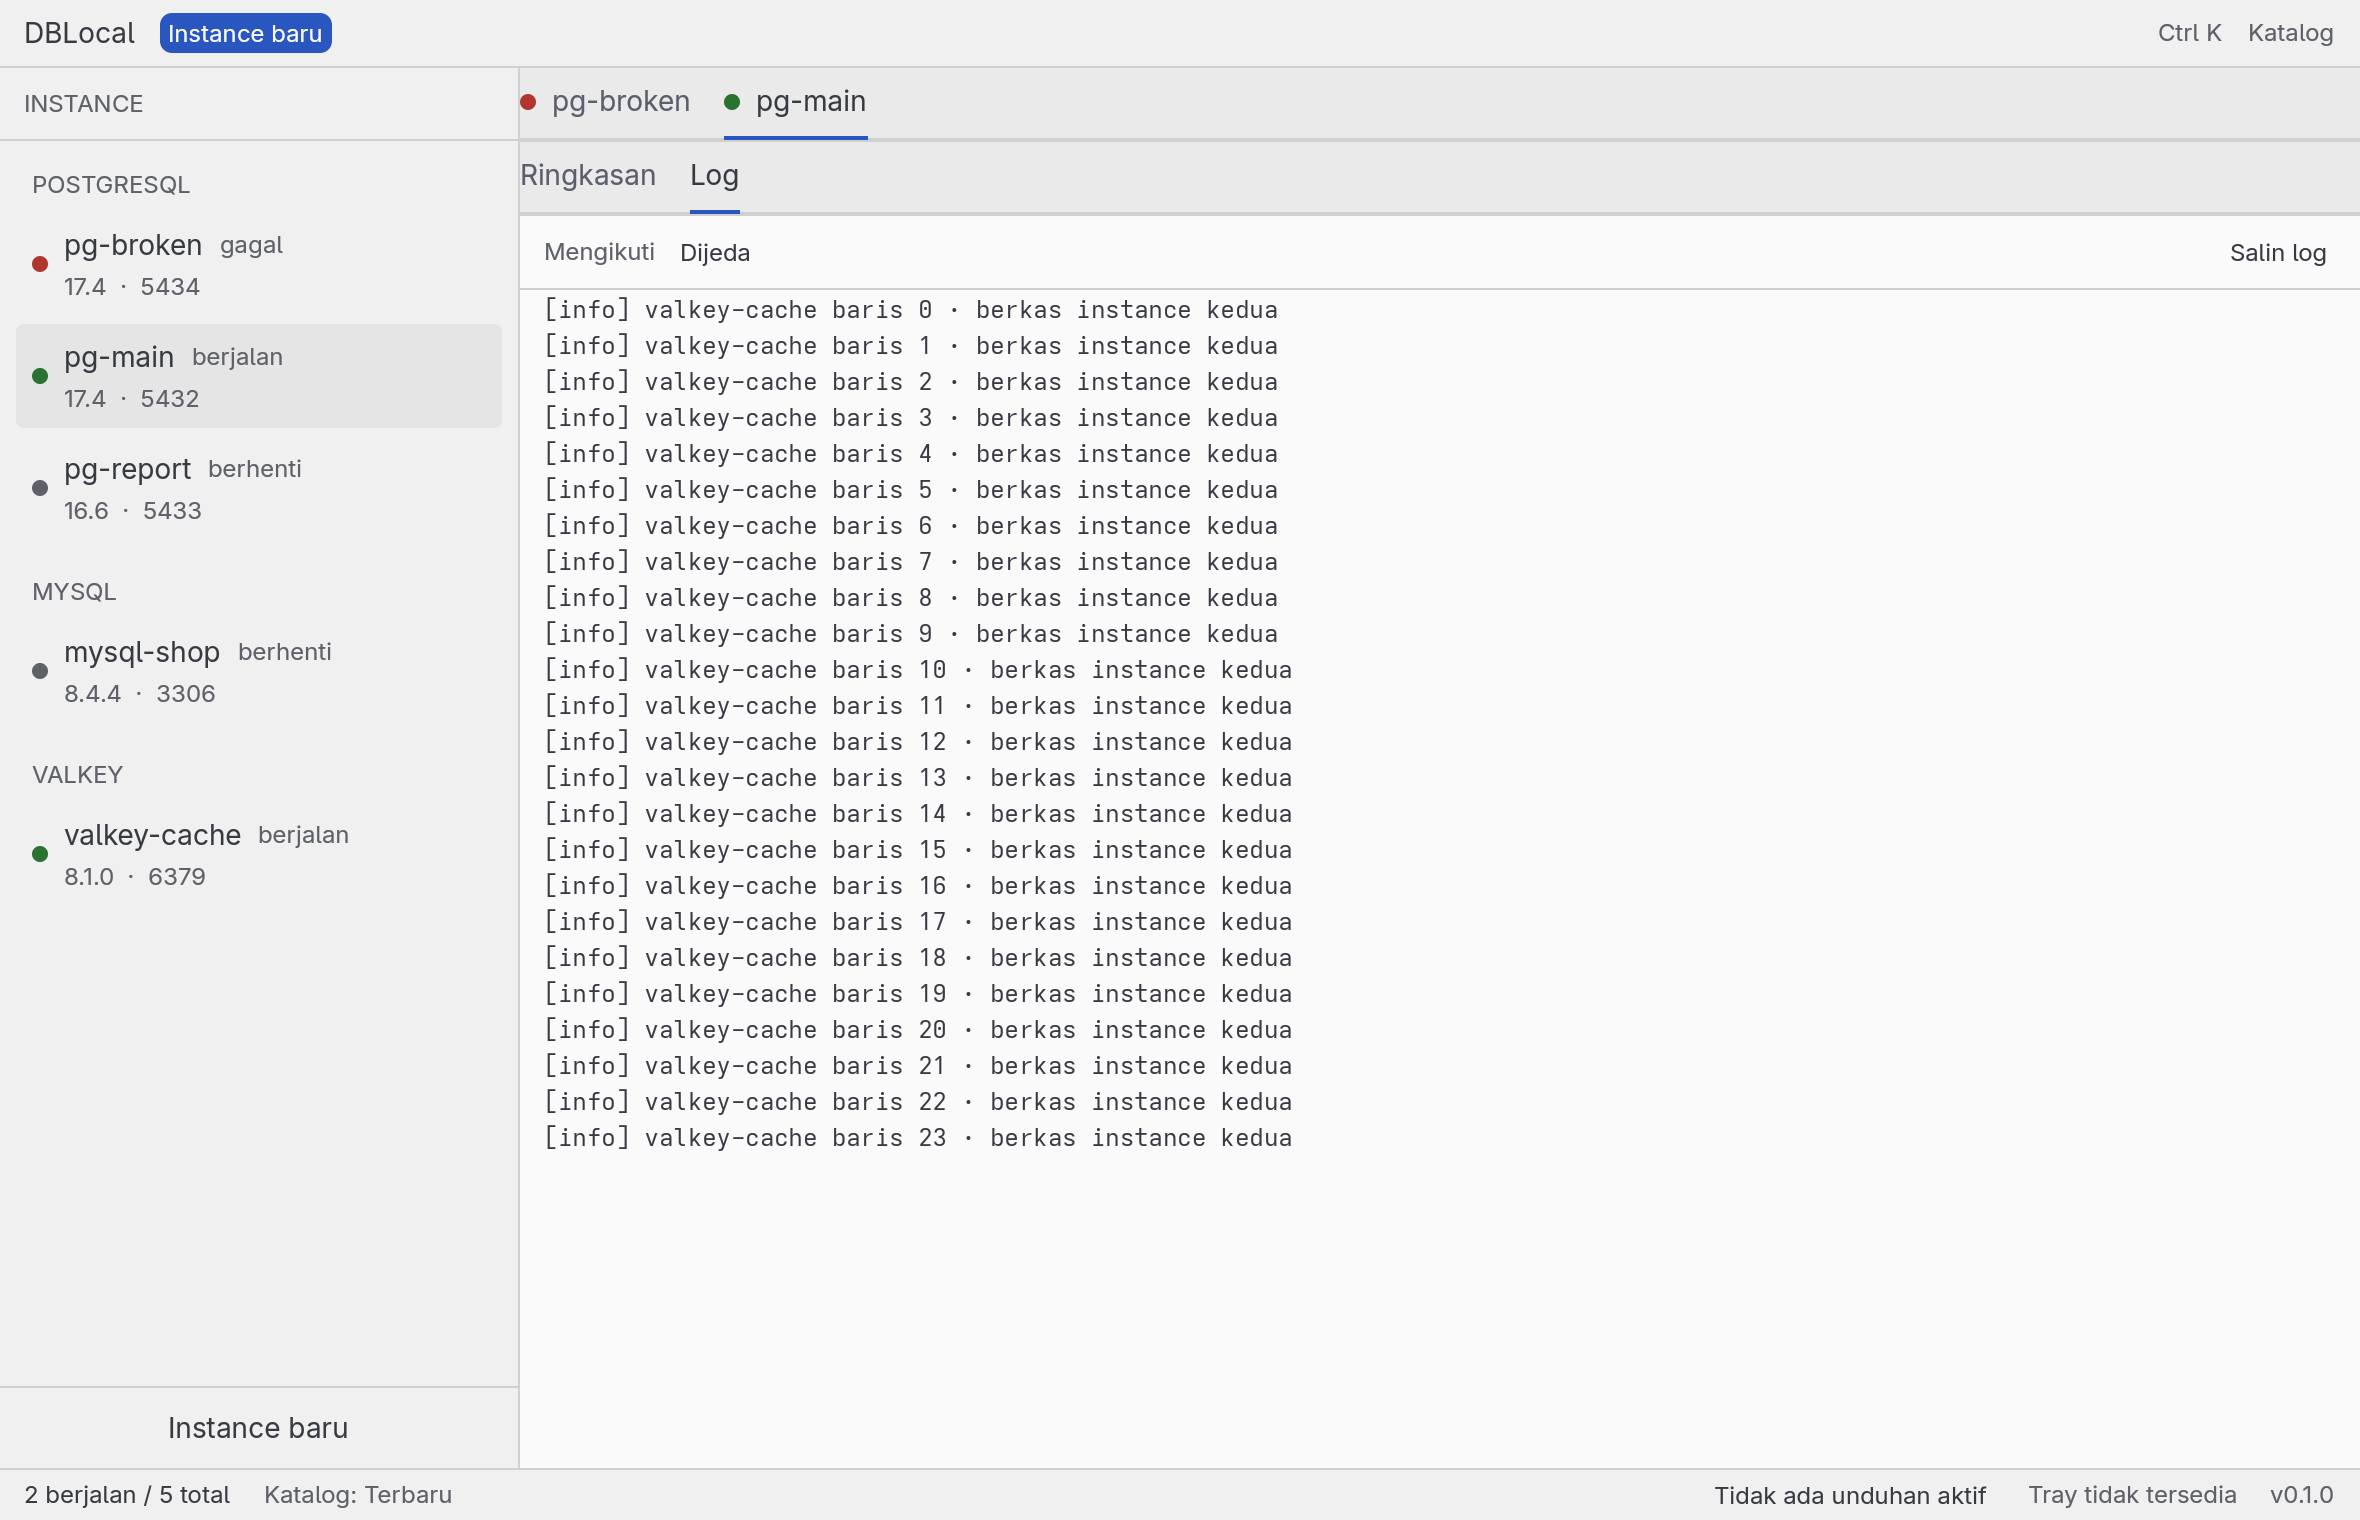 DBLocal Instance baru Ctrl K Katalog
INSTANCE
POSTGRESQL
pg-broken gagal
17.4 · 5434
pg-main berjalan
17.4 · 5432
pg-report berhenti
16.6 · 5433
MYSQL
mysql-shop berhenti
8.4.4 · 3306
VALKEY
valkey-cache berjalan
8.1.0 · 6379
Instance baru
pg-broken pg-main
Ringkasan Log
Mengikuti Dijeda Salin log
[info] valkey-cache baris 0 · berkas instance kedua
[info] valkey-cache baris 1 · berkas instance kedua
[info] valkey-cache baris 2 · berkas instance kedua
[info] valkey-cache baris 3 · berkas instance kedua
[info] valkey-cache baris 4 · berkas instance kedua
[info] valkey-cache baris 5 · berkas instance kedua
[info] valkey-cache baris 6 · berkas instance kedua
[info] valkey-cache baris 7 · berkas instance kedua
[info] valkey-cache baris 8 · berkas instance kedua
[info] valkey-cache baris 9 · berkas instance kedua
[info] valkey-cache baris 10 · berkas instance kedua
[info] valkey-cache baris 11 · berkas instance kedua
[info] valkey-cache baris 12 · berkas instance kedua
[info] valkey-cache baris 13 · berkas instance kedua
[info] valkey-cache baris 14 · berkas instance kedua
[info] valkey-cache baris 15 · berkas instance kedua
[info] valkey-cache baris 16 · berkas instance kedua
[info] valkey-cache baris 17 · berkas instance kedua
[info] valkey-cache baris 18 · berkas instance kedua
[info] valkey-cache baris 19 · berkas instance kedua
[info] valkey-cache baris 20 · berkas instance kedua
[info] valkey-cache baris 21 · berkas instance kedua
[info] valkey-cache baris 22 · berkas instance kedua
[info] valkey-cache baris 23 · berkas instance kedua
2 berjalan / 5 total Katalog: Terbaru Tidak ada unduhan aktif Tray tidak tersedia v0.1.0